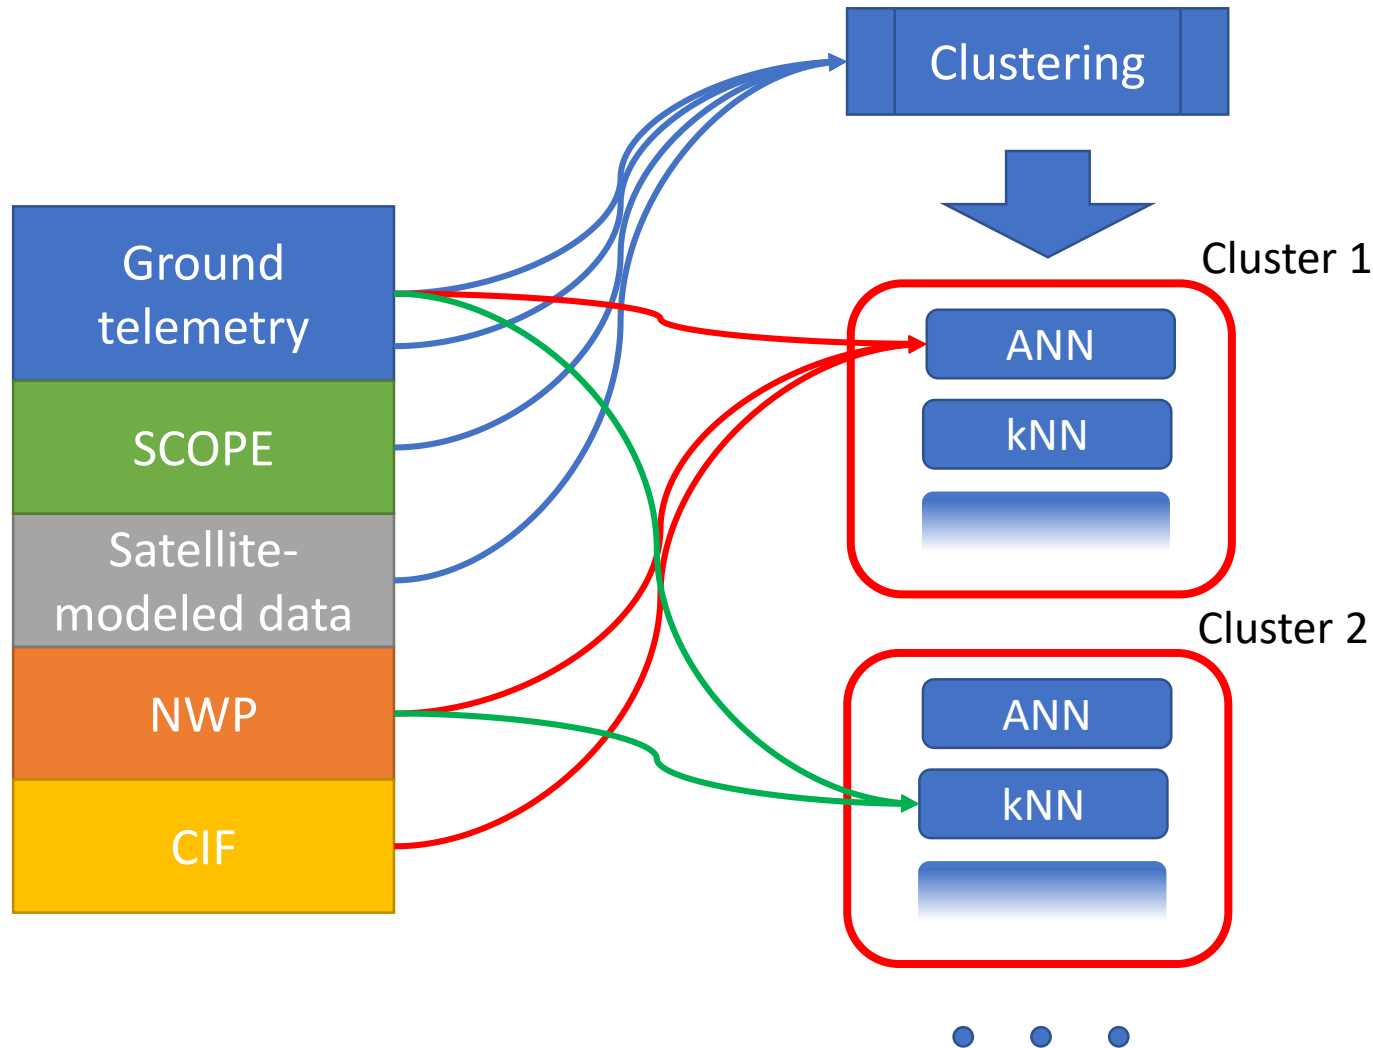 Clustering
Ground
telemetry
SCOPE
Satellite-
modeled data
NWP
CIF
Cluster 1
ANN
kNN
Cluster 2
ANN
kNN